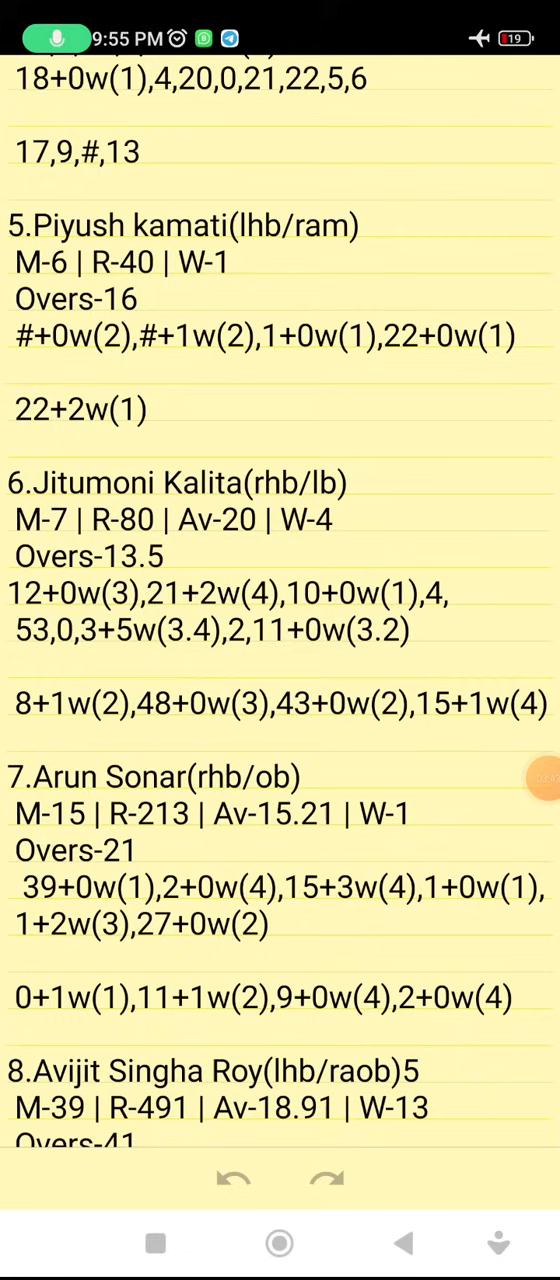 9:55 PM
19
18+0w(1),4,20,0,21,22,5,6
17,9,#,13
5.Piyush kamati(lhb/ram)
M-6 | R-40 | W-1
Overs-16
#+0w(2),#+1w(2),1+0w(1),22+0w(1)
22+2w(1)
6.Jitumoni Kalita(rhb/lb)
M-7 | R-80 | Av-20 | W-4
Overs-13.5
12+0w(3),21+2w(4),10+0w(1),4,
53,0,3+5w(3.4),2,11+0w(3.2)
8+1w(2),48+0w(3),43+0w(2),15+1w(4)
7.Arun Sonar(rhb/ob)
M-15 | R-213 | Av-15.21 | W-1
Overs-21
39+0w(1),2+0w(4),15+3w(4),1+0w(1),
1+2w(3),27+0w(2)
0+1w(1),11+1w(2),9+0w(4),2+0w(4)
8.Avijit Singha Roy(lhb/raob)5
M-39 | R-491 | Av-18.91 | W-13
Overs-41